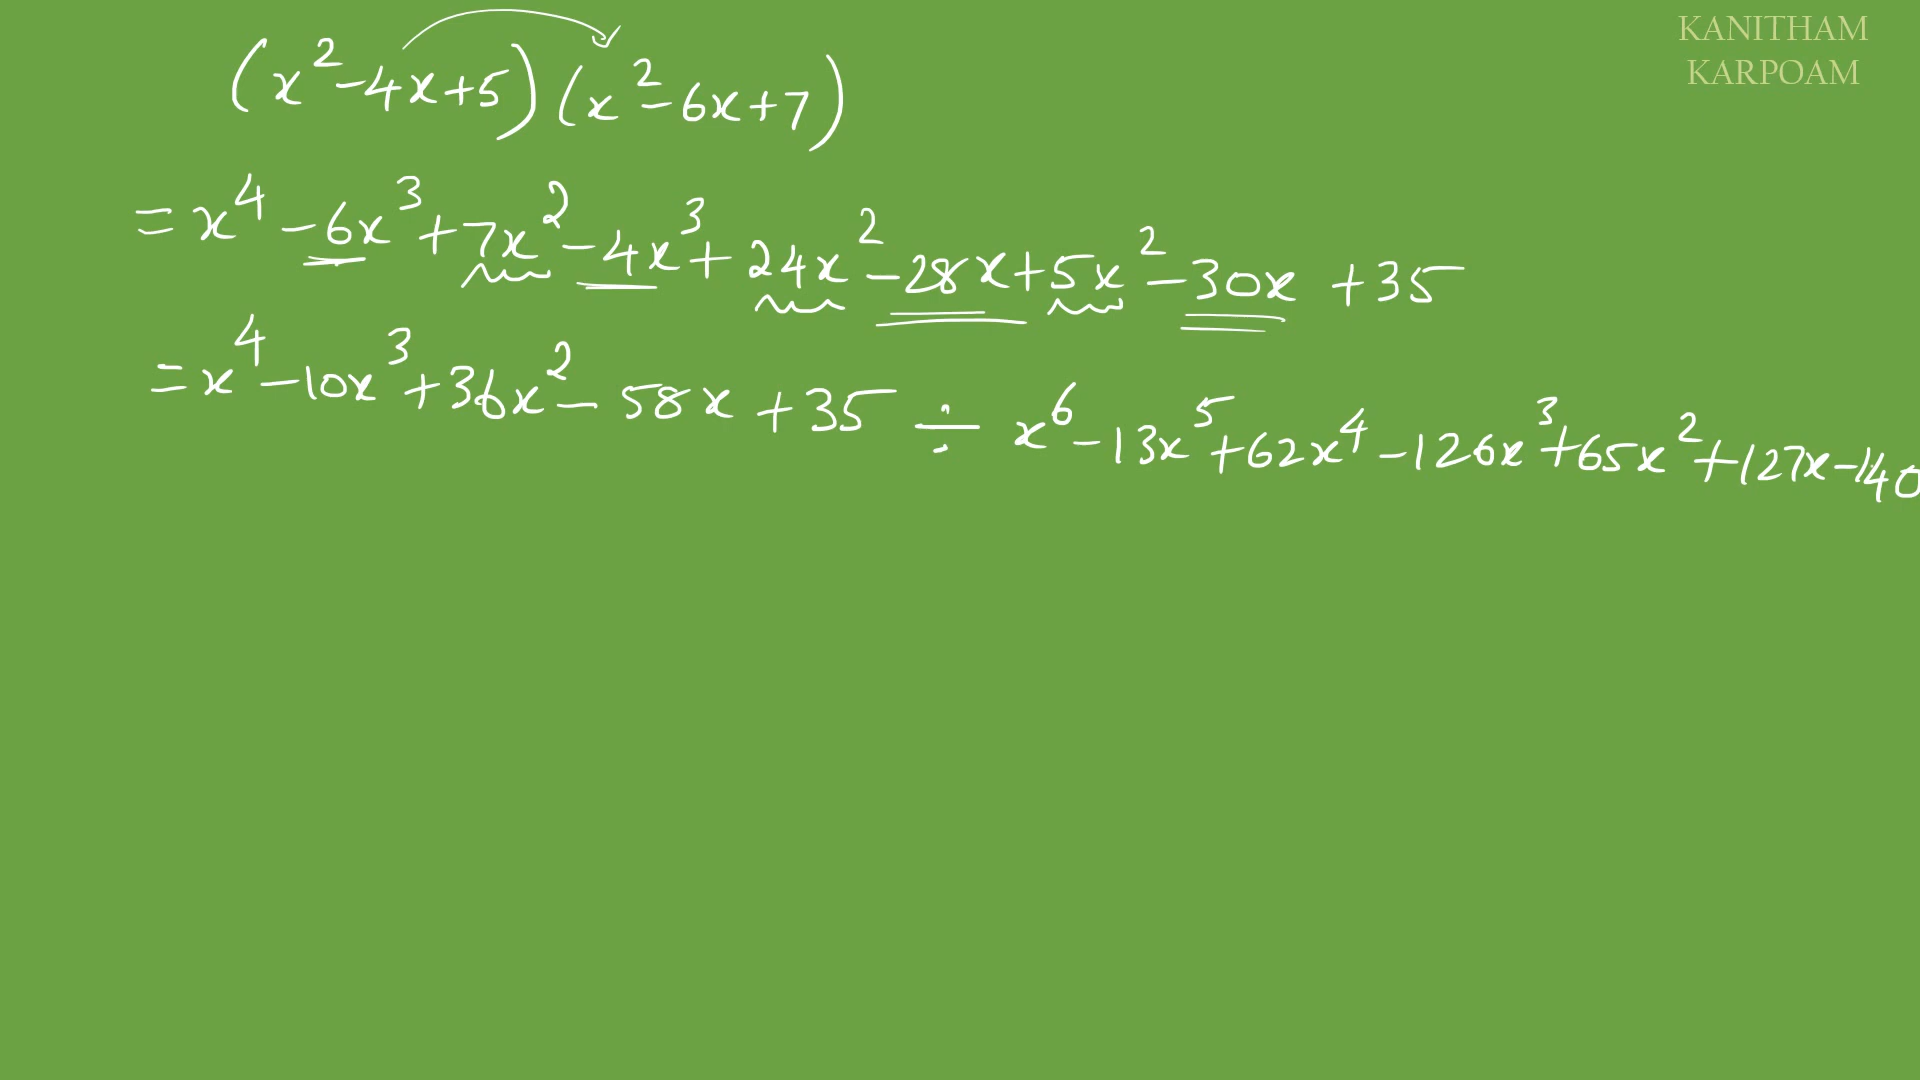 KANITHAM
KARPOAM
(x²-4x+5)(x²-6x+7)
=x⁴-6x³+7x²-4x³+24x²-28x+5x²-30x+35
=x⁴-10x³+36x²-58x+35÷x⁶-13x⁵+62x⁴-126x³+65x²+127x-140